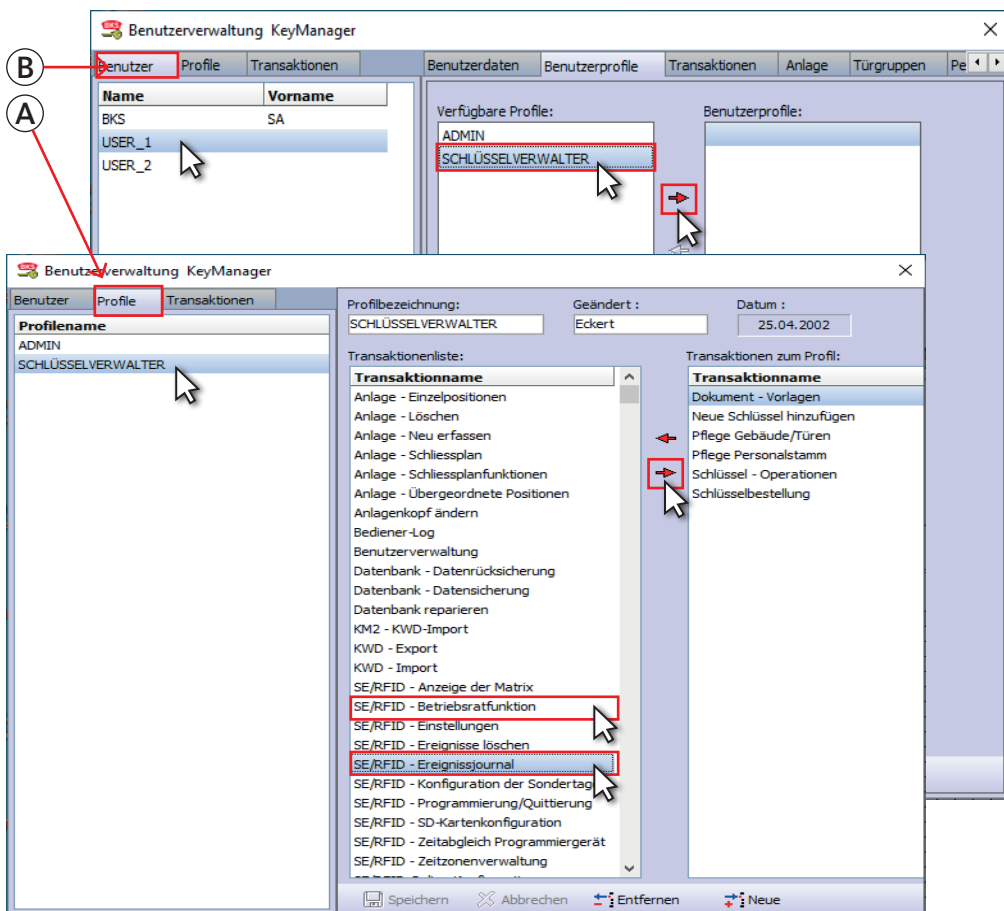 Benutzerverwaltung KeyManager
B
Benutzer Profile Transaktionen
Benutzerdaten Benutzerprofile Transaktionen Anlage Türgruppen Pe
A
Name Vorname
BKS SA
USER_1
USER_2
Verfügbare Profile:
ADMIN
SCHLÜSSELVERWALTER
Benutzerprofile:
Benutzerverwaltung KeyManager
Benutzer Profile Transaktionen
Profilename
ADMIN
SCHLÜSSELVERWALTER
Profilbezeichnung: Geändert : Datum :
SCHLÜSSELVERWALTER Eckert 25.04.2002
Transaktionenliste:
Transaktionname
Anlage - Einzelpositionen
Anlage - Löschen
Anlage - Neu erfassen
Anlage - Schliessplan
Anlage - Schliessplanfunktionen
Anlage - Übergeordnete Positionen
Anlagenkopf ändern
Bediener-Log
Benutzerverwaltung
Datenbank - Datenrücksicherung
Datenbank - Datensicherung
Datenbank reparieren
KM2 - KWD-Import
KWD - Export
KWD - Import
SE/RFID - Anzeige der Matrix
SE/RFID - Betriebsratfunktion
SE/RFID - Einstellungen
SE/RFID - Ereignisse löschen
SE/RFID - Ereignissjournal
SE/RFID - Konfiguration der Sondertage
SE/RFID - Programmierung/Quittierung
SE/RFID - SD-Kartenkonfiguration
SE/RFID - Zeitabgleich Programmiergerät
SE/RFID - Zeitzonenverwaltung
Transaktionen zum Profil:
Transaktionname
Dokument - Vorlagen
Neue Schlüssel hinzufügen
Pflege Gebäude/Türen
Pflege Personalstamm
Schlüssel - Operationen
Schlüsselbestellung
Speichern Abbrechen Entfernen Neue